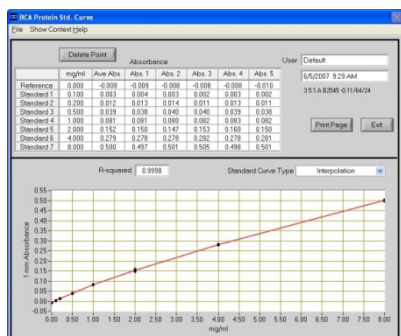 BCA Protein Std. Curve
File Show Context Help
Delete Point
Absorbance
User Default
6/5/2007 9:29 AM
3.5.1 A B2545 -0.11/64/24
Print Page Exit
mg/ml Ave Abs. Abs. 1 Abs. 2 Abs. 3 Abs. 4 Abs. 5
Reference 0.000 -0.008 -0.009 -0.008 -0.008 -0.008 -0.010
Standard 1 0.100 0.003 0.004 0.003 0.002 0.003 0.002
Standard 2 0.200 0.012 0.013 0.014 0.011 0.013 0.011
Standard 3 0.500 0.039 0.038 0.040 0.040 0.039 0.038
Standard 4 1.000 0.081 0.081 0.080 0.082 0.083 0.082
Standard 5 2.000 0.152 0.150 0.147 0.153 0.160 0.150
Standard 6 4.000 0.279 0.278 0.278 0.282 0.278 0.281
Standard 7 8.000 0.500 0.497 0.501 0.505 0.498 0.501
R-squared 0.9998
Standard Curve Type Interpolation
1 mm Absorbance
0.55
0.50
0.45
0.40
0.35
0.30
0.25
0.20
0.15
0.10
0.05
0.00
-0.05
0.00 0.50 1.00 1.50 2.00 2.50 3.00 3.50 4.00 4.50 5.00 5.50 6.00 6.50 7.00 7.50 8.00
mg/ml